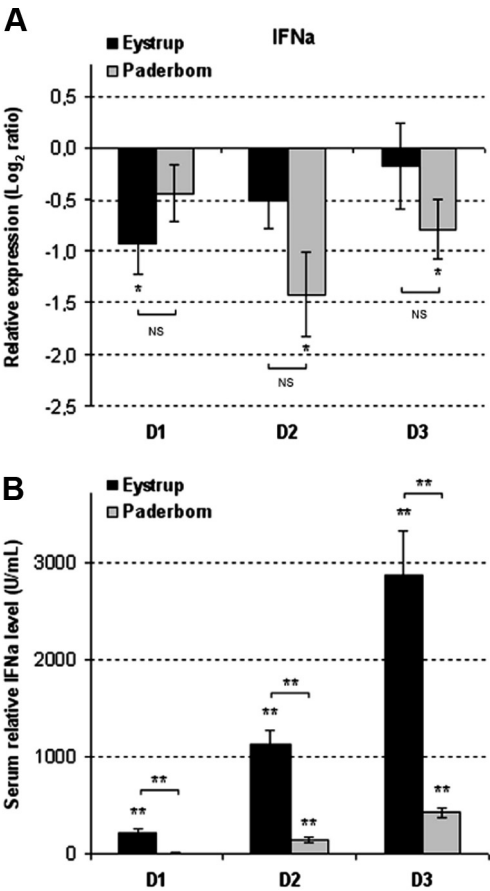 A
IFNa
Eystrup
Paderborn
Relative expression (Log2 ratio)
0,5
0,0
-0,5
-1,0
-1,5
-2,0
-2,5
*
*
*
NS
NS
NS
D1 D2 D3
B
Eystrup
Paderborn
Serum relative IFNa level (U/mL)
3000
2000
1000
0
**
**
**
**
**
**
**
**
D1 D2 D3